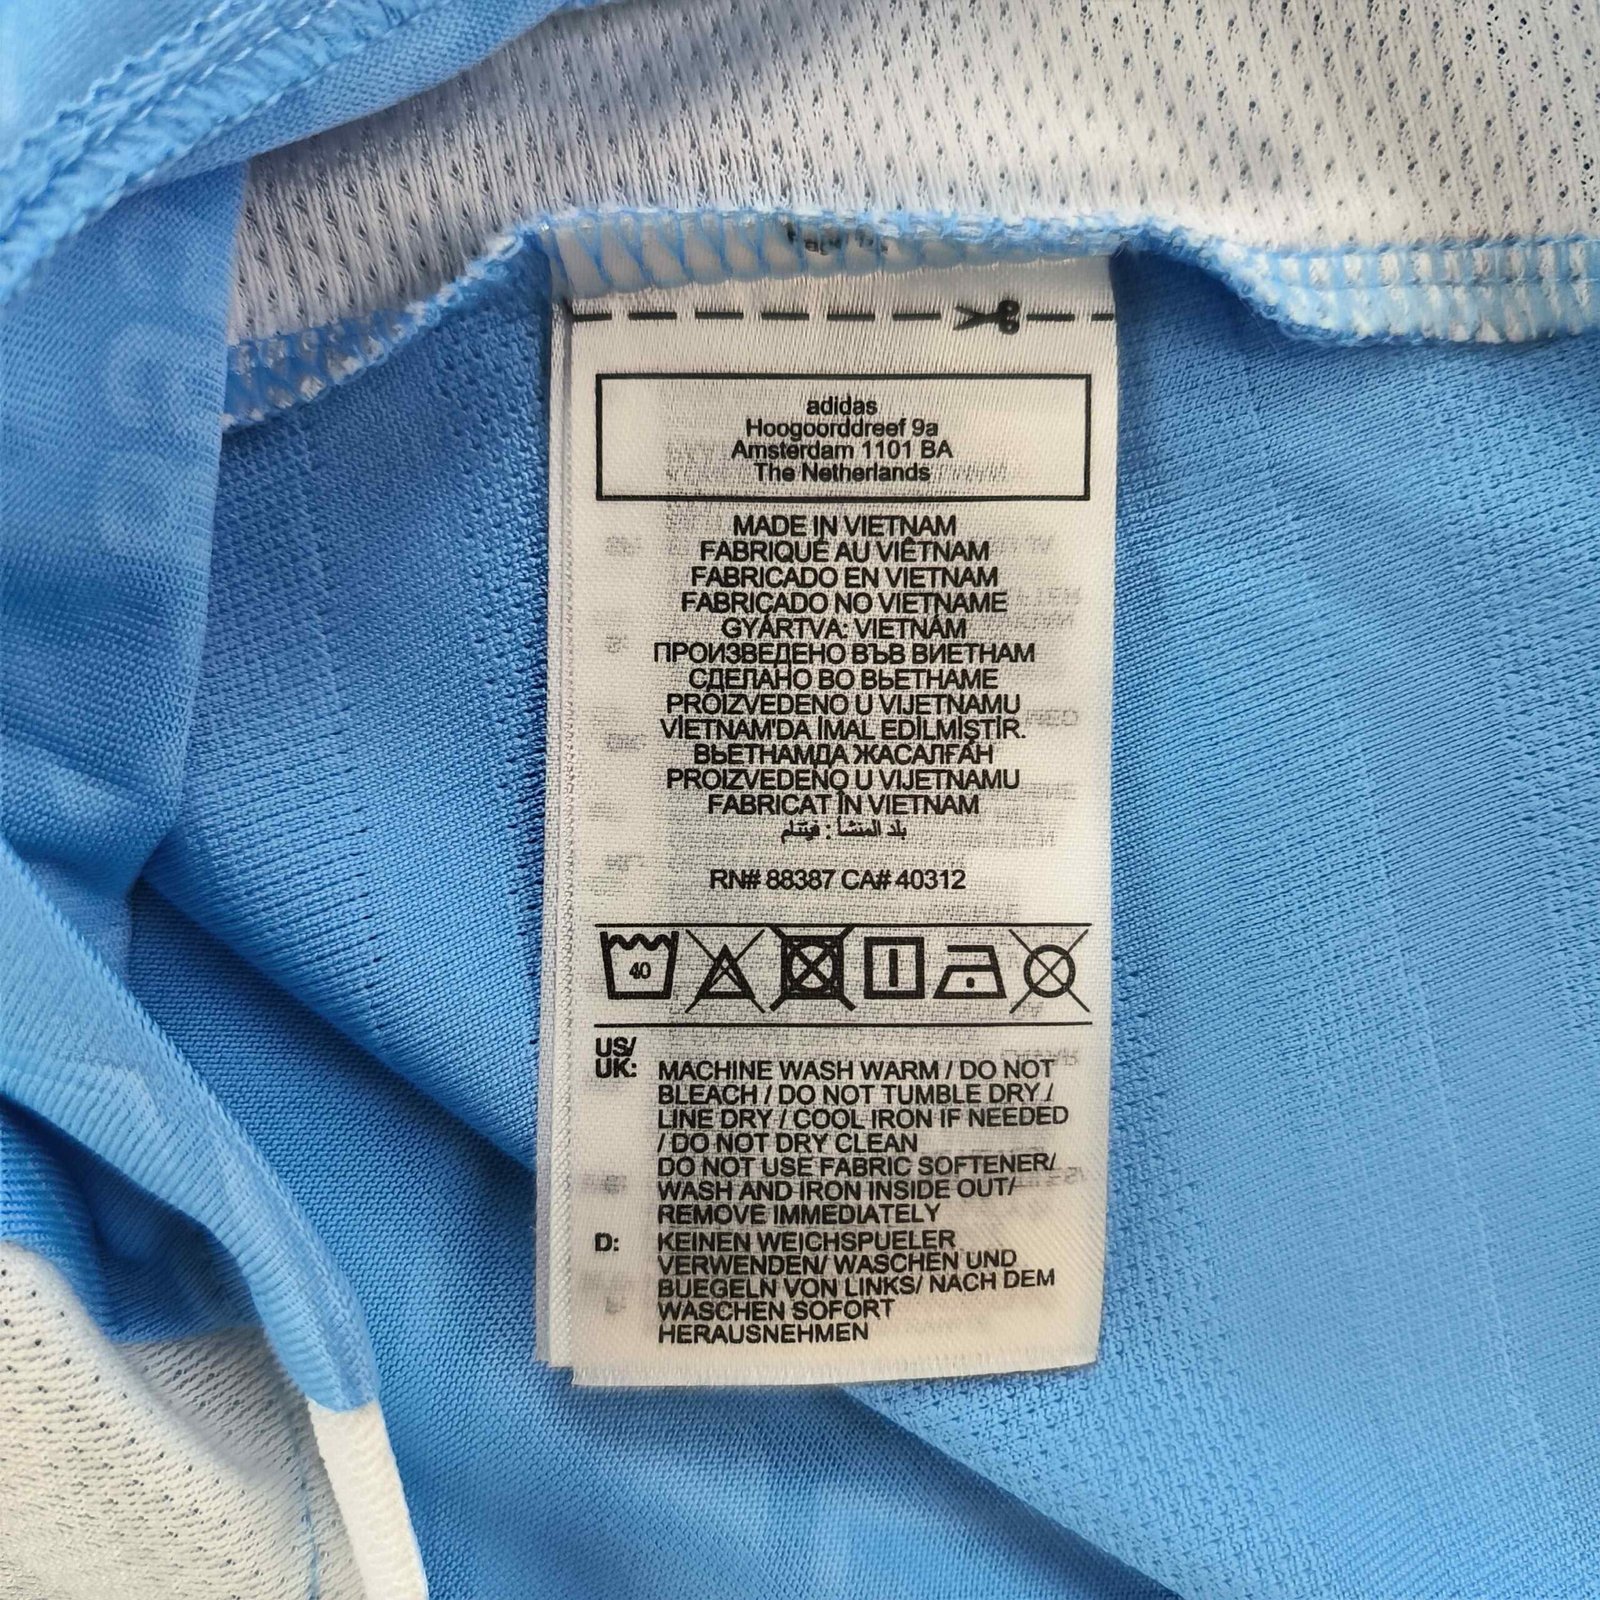 adidas
Hoogoorddreef 9a
Amsterdam 1101 BA
The Netherlands
MADE IN VIETNAM
FABRIQUÉ AU VIÊTNAM
FABRICADO EN VIETNAM
FABRICADO NO VIETNAME
GYÁRTVA: VIETNÁM
ПРОИЗВЕДЕНО ВЪВ ВИЕТНАМ
СДЕЛАНО ВО ВЬЕТНАМЕ
PROIZVEDENO U VIJETNAMU
VİETNAM'DA İMAL EDİLMİŞTİR.
ВЬЕТНАМДА ЖАСАЛҒАН
PROIZVEDENO U VIJETNAMU
FABRICAT ÎN VIETNAM
بلد المنشأ : فيتنام
RN# 88387 CA# 40312
40
US/
UK: MACHINE WASH WARM / DO NOT
BLEACH / DO NOT TUMBLE DRY /
LINE DRY / COOL IRON IF NEEDED
/ DO NOT DRY CLEAN
DO NOT USE FABRIC SOFTENER/
WASH AND IRON INSIDE OUT/
REMOVE IMMEDIATELY
D: KEINEN WEICHSPUELER
VERWENDEN/ WASCHEN UND
BUEGELN VON LINKS/ NACH DEM
WASCHEN SOFORT
HERAUSNEHMEN